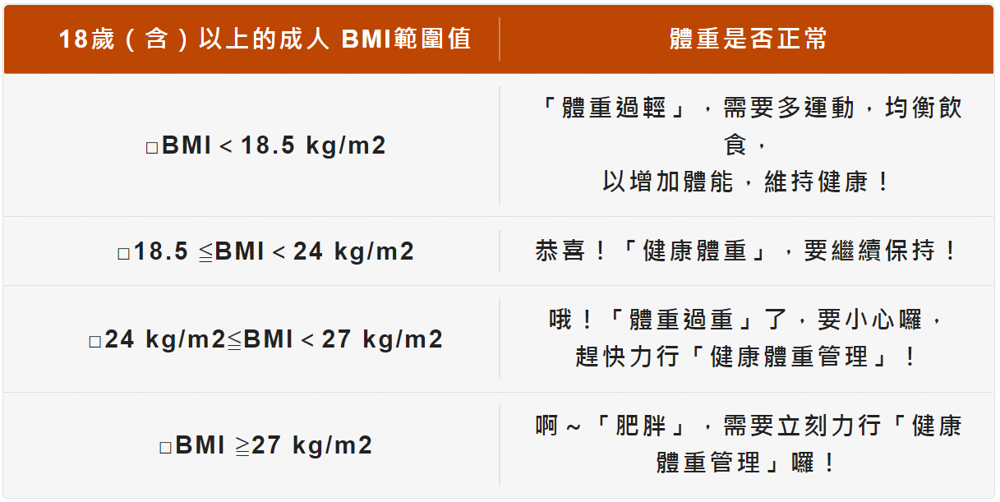 18歲（含）以上的成人 BMI範圍值
體重是否正常
□BMI＜18.5 kg/m2
「體重過輕」，需要多運動，均衡飲
食，
以增加體能，維持健康！
□18.5 ≦BMI＜24 kg/m2
恭喜！「健康體重」，要繼續保持！
□24 kg/m2≦BMI＜27 kg/m2
哦！「體重過重」了，要小心囉，
趕快力行「健康體重管理」！
□BMI ≧27 kg/m2
啊～「肥胖」，需要立刻力行「健康
體重管理」囉！